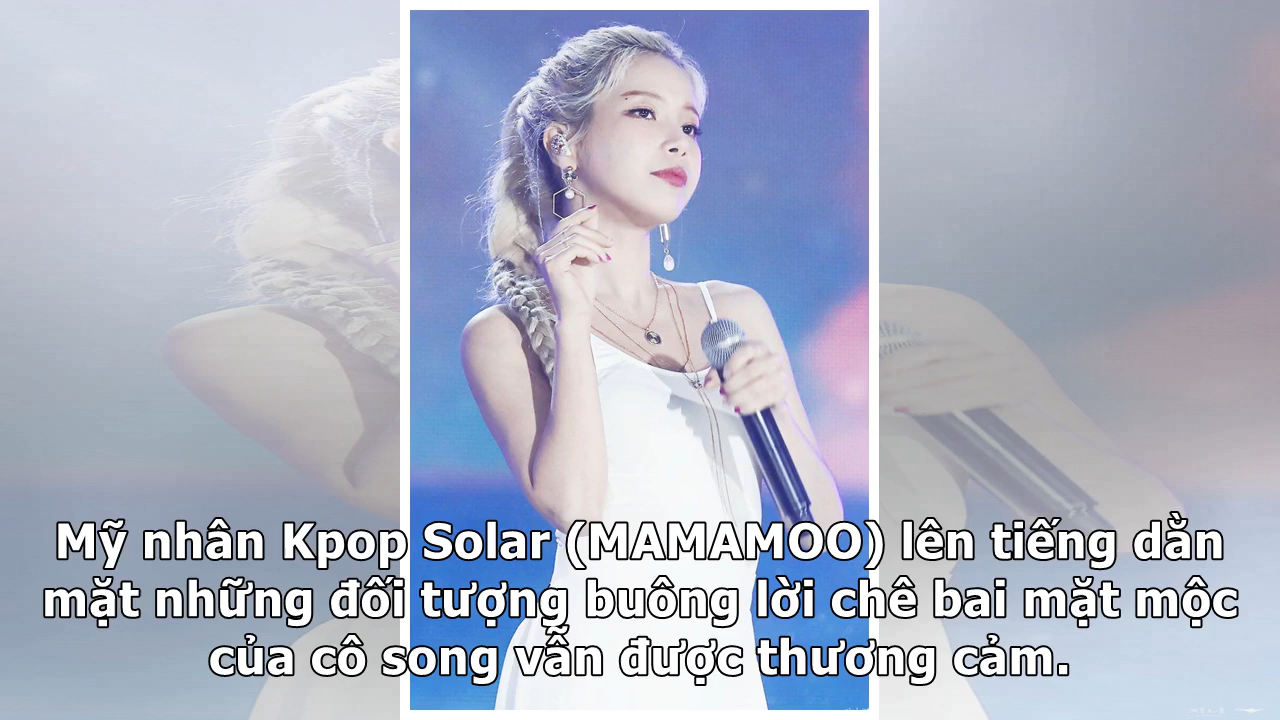 Mỹ nhân Kpop Solar (MAMAMOO) lên tiếng dằn
mặt những đối tượng buông lời chê bai mặt mộc
của cô song vẫn được thương cảm.